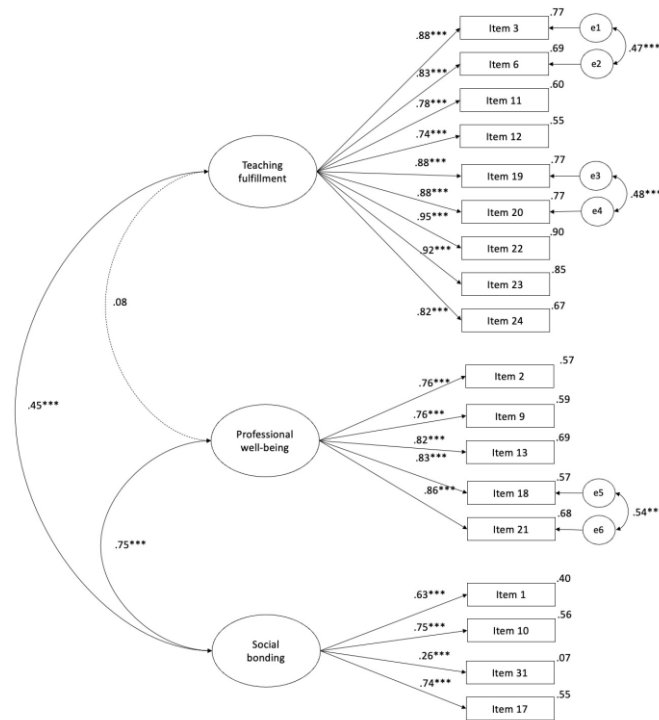 .77
.88***
Item 3
e1
.47***
.69
.83***
Item 6
e2
.60
.78***
Item 11
.55
.74***
Item 12
Teaching
fulfillment
.77
.88***
Item 19
e3
.48***
.77
.88***
Item 20
e4
.90
.95***
Item 22
.85
.92***
Item 23
.67
.82***
Item 24
.08
.45***
.57
.76***
Item 2
.59
.76***
Item 9
Professional
well-being
.69
.82***
Item 13
.57
.83***
Item 18
e5
.54***
.68
.86***
Item 21
e6
.75***
.40
.63***
Item 1
.56
.75***
Item 10
Social
bonding
.07
.26***
Item 31
.55
.74***
Item 17